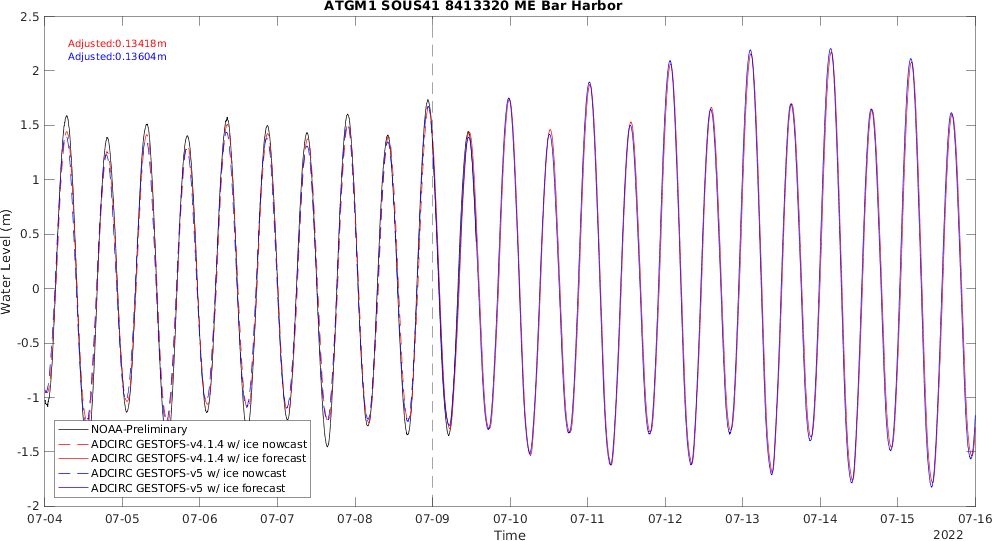 ATGM1 SOUS41 8413320 ME Bar Harbor
2.5
Adjusted:0.13418m
Adjusted:0.13604m
2
1.5
1
0.5
0
-0.5
-1
-1.5
-2
Water Level (m)
NOAA-Preliminary
ADCIRC GESTOFS-v4.1.4 w/ ice nowcast
ADCIRC GESTOFS-v4.1.4 w/ ice forecast
ADCIRC GESTOFS-v5 w/ ice nowcast
ADCIRC GESTOFS-v5 w/ ice forecast
07-04 07-05 07-06 07-07 07-08 07-09 07-10 07-11 07-12 07-13 07-14 07-15 07-16
Time
2022